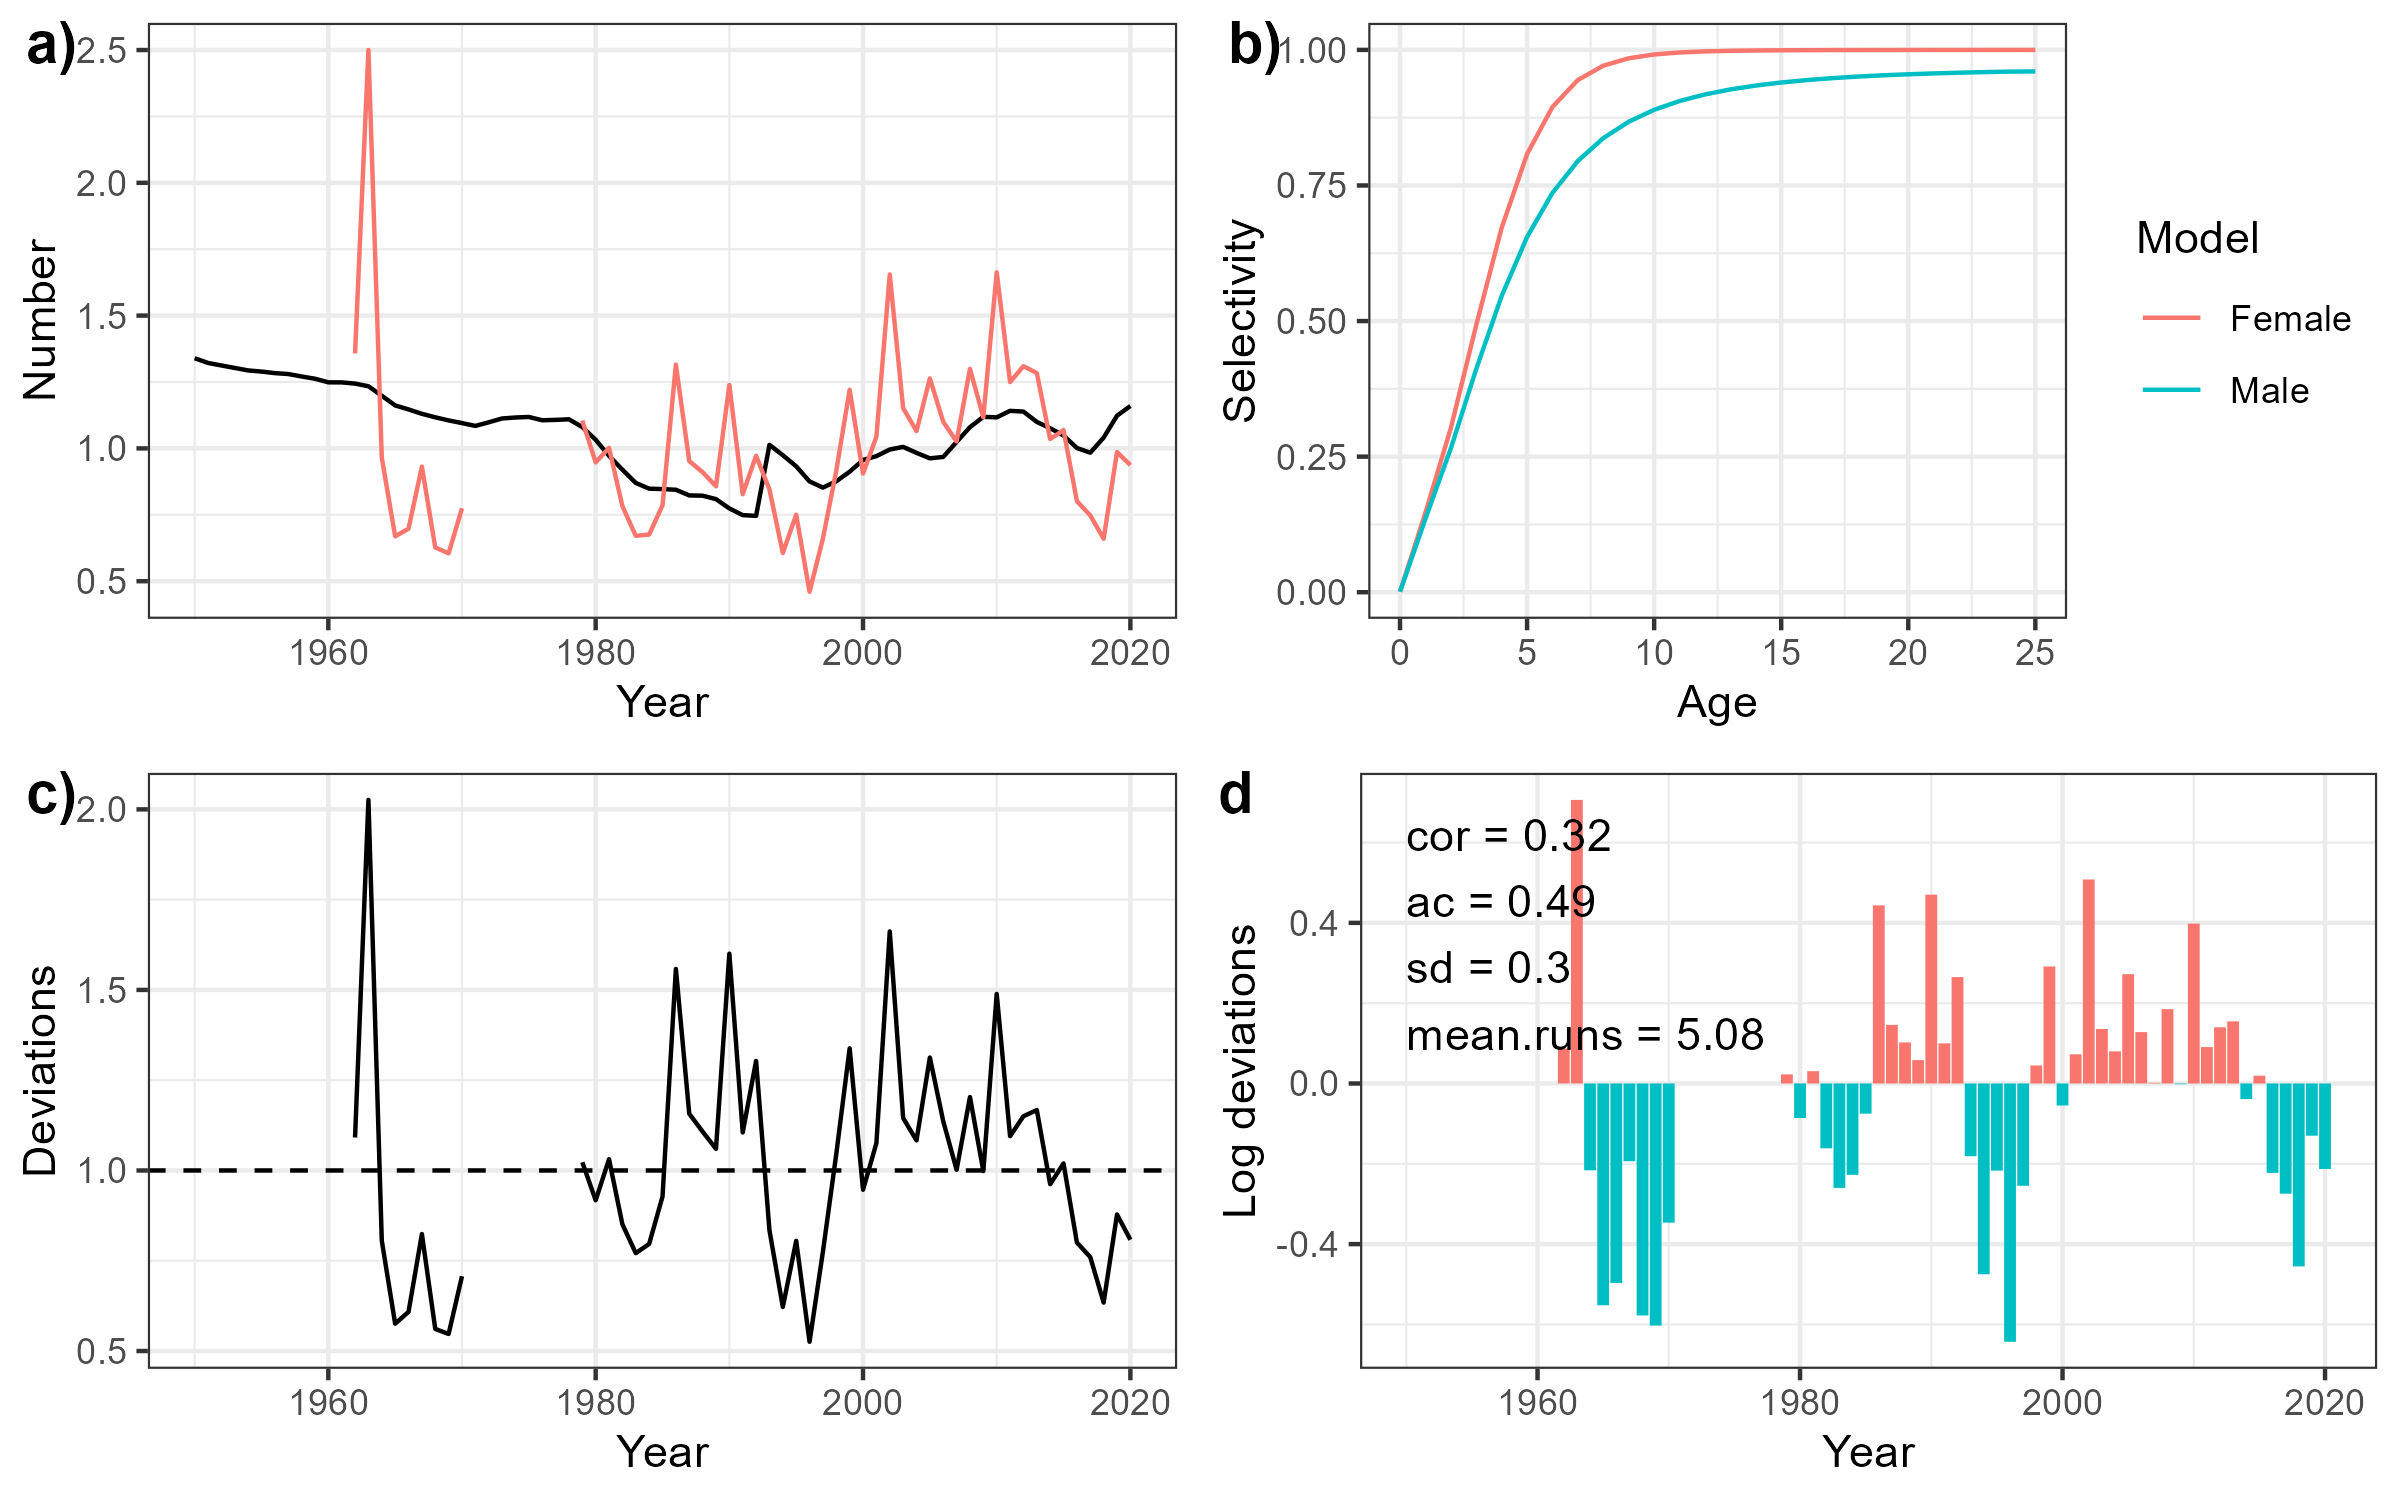 a)
2.5
2.0
1.5
1.0
0.5
Number
1960 1980 2000 2020
Year
b)
1.00
0.75
0.50
0.25
0.00
Selectivity
0 5 10 15 20 25
Age
Model
Female
Male
c)
2.0
1.5
1.0
0.5
Deviations
1960 1980 2000 2020
Year
d
cor = 0.32
ac = 0.49
sd = 0.3
mean.runs = 5.08
0.4
0.0
-0.4
Log deviations
1960 1980 2000 2020
Year